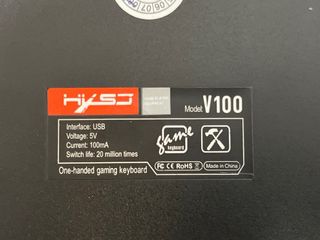 HXSJ
Model: V100
Interface: USB
Voltage: 5V
Current: 100mA
Switch life: 20 million times
One-handed gaming keyboard
game
keyboard
CE FC RoHS
Made in China